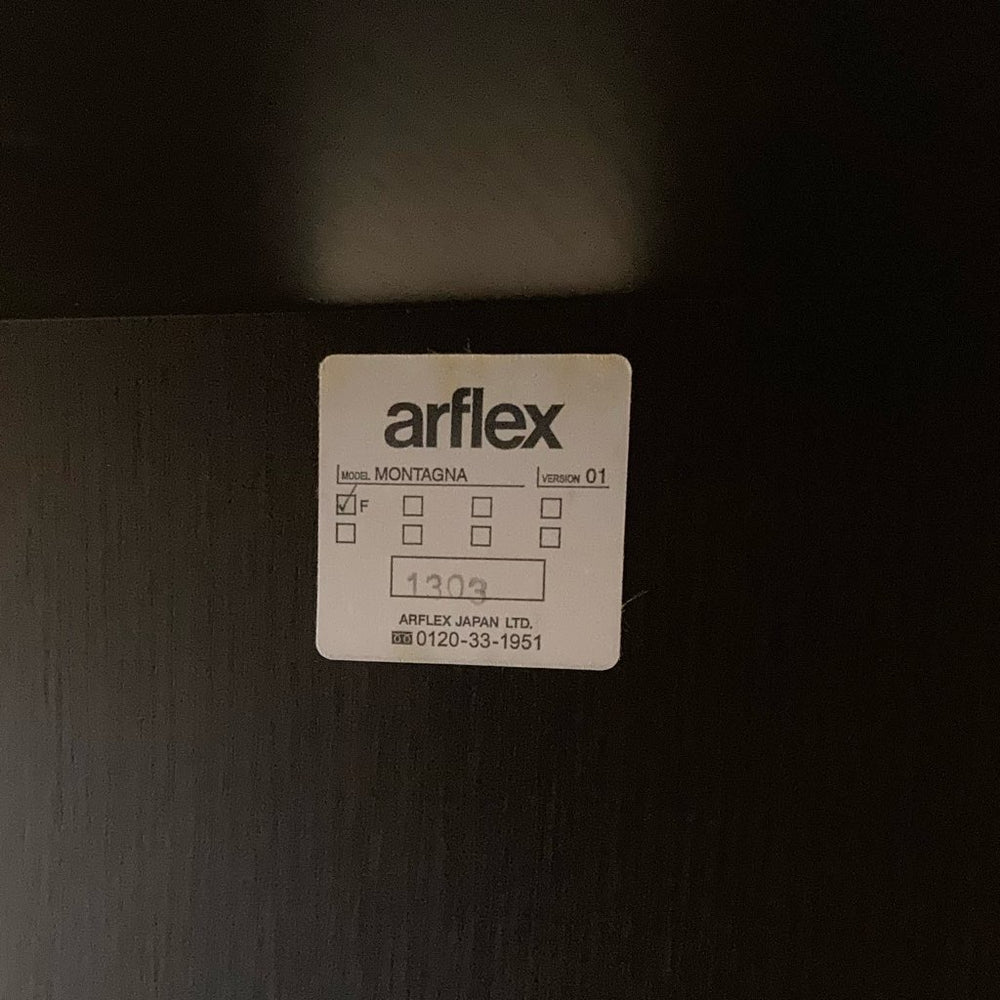 arflex
MODEL MONTAGNA VERSION 01
F
1303
ARFLEX JAPAN LTD.
0120-33-1951